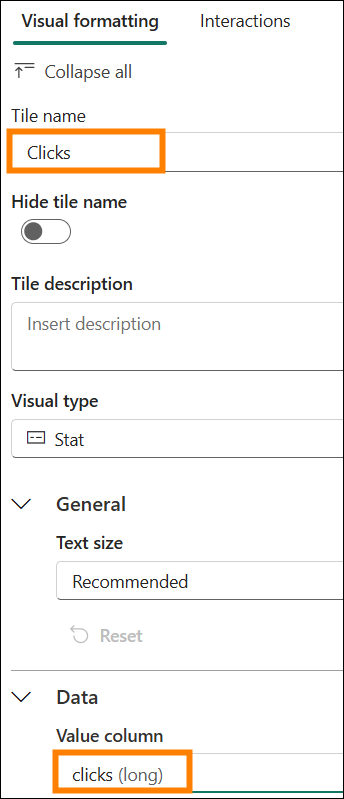 Visual formatting Interactions
Collapse all
Tile name
Clicks
Hide tile name
Tile description
Insert description
Visual type
Stat
General
Text size
Recommended
Reset
Data
Value column
clicks (long)